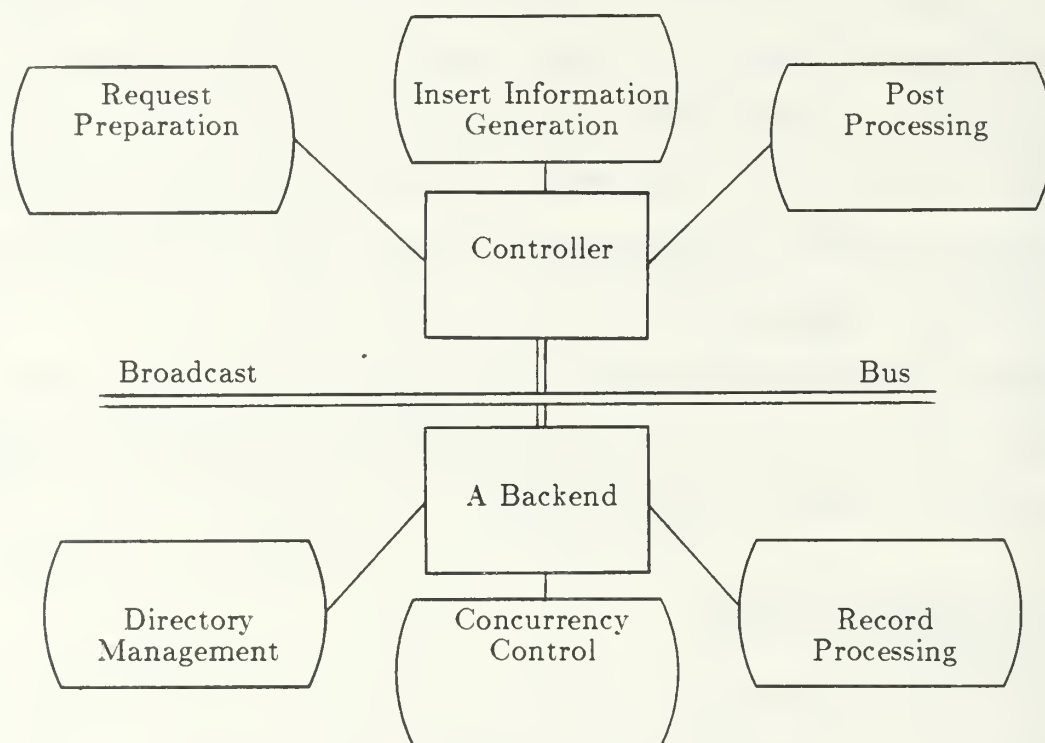 Request
Preparation
Insert Information
Generation
Post
Processing
Controller
Broadcast
Bus
A Backend
Directory
Management
Concurrency
Control
Record
Processing